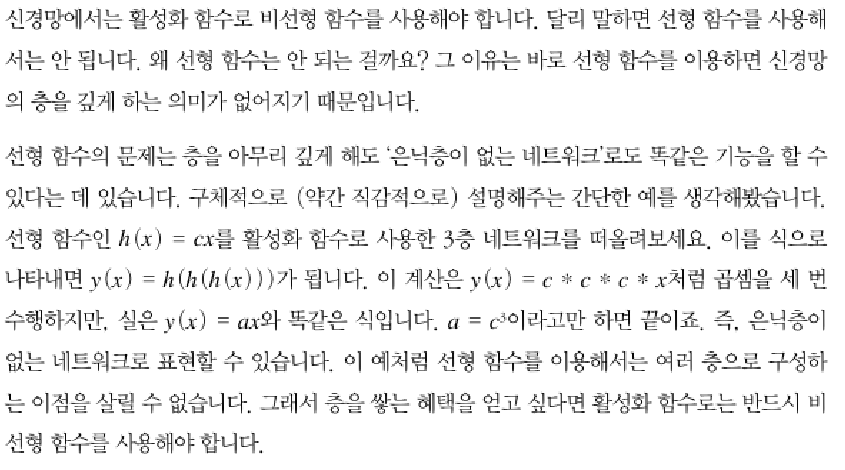 신경망에서는 활성화 함수로 비선형 함수를 사용해야 합니다. 달리 말하면 선형 함수를 사용해
서는 안 됩니다. 왜 선형 함수는 안 되는 걸까요? 그 이유는 바로 선형 함수를 이용하면 신경망
의 층을 깊게 하는 의미가 없어지기 때문입니다.
선형 함수의 문제는 층을 아무리 깊게 해도 ‘은닉층이 없는 네트워크’로도 똑같은 기능을 할 수
있다는 데 있습니다. 구체적으로 (약간 직감적으로) 설명해주는 간단한 예를 생각해봤습니다.
선형 함수인 h(x) = cx를 활성화 함수로 사용한 3층 네트워크를 떠올려보세요. 이를 식으로
나타내면 y(x) = h(h(h(x)))가 됩니다. 이 계산은 y(x) = c * c * c * x처럼 곱셈을 세 번
수행하지만, 실은 y(x) = ax와 똑같은 식입니다. a = c³이라고만 하면 끝이죠. 즉, 은닉층이
없는 네트워크로 표현할 수 있습니다. 이 예처럼 선형 함수를 이용해서는 여러 층으로 구성하
는 이점을 살릴 수 없습니다. 그래서 층을 쌓는 혜택을 얻고 싶다면 활성화 함수로는 반드시 비
선형 함수를 사용해야 합니다.